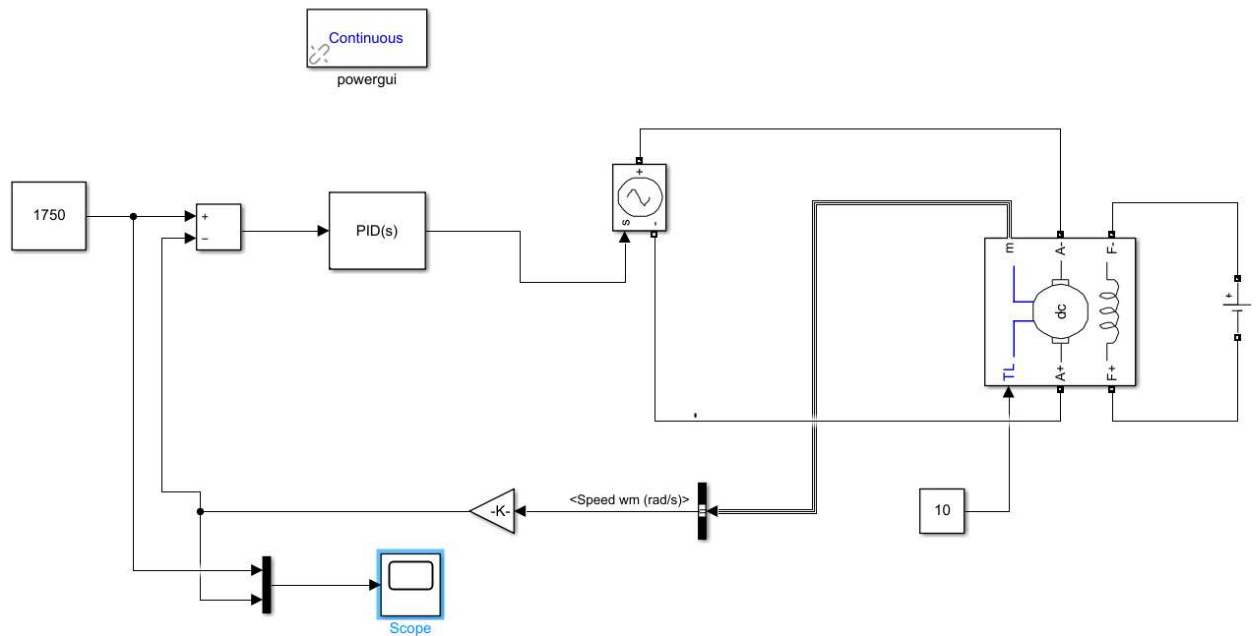 Continuous
powergui
1750
+
−
PID(s)
+
s
-
m
A-
F-
dc
TL
A+
F+
+
<Speed wm (rad/s)>
-K-
10
Scope